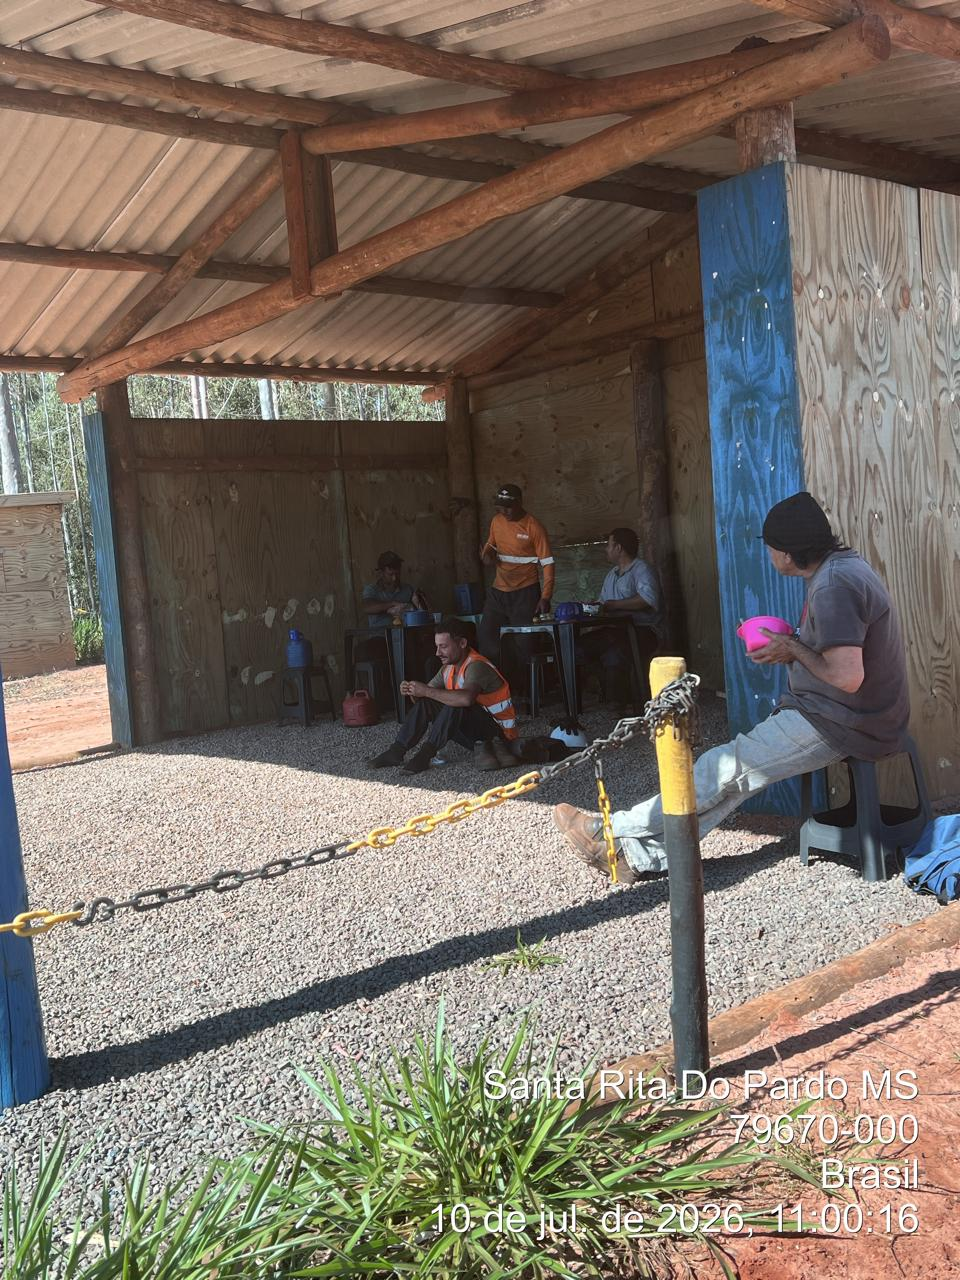 Santa Rita Do Pardo MS
79670-000
Brasil
10 de jul. de 2026, 11:00:16